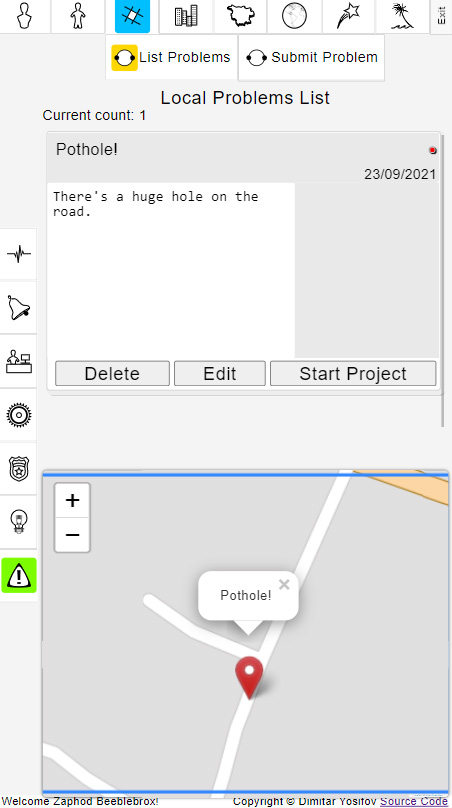 Exit
List Problems
Submit Problem
Local Problems List
Current count: 1
Pothole!
23/09/2021
There's a huge hole on the
road.
Delete
Edit
Start Project
+
−
Pothole!
×
Welcome Zaphod Beeblebrox!
Copyright © Dimitar Yosifov Source Code